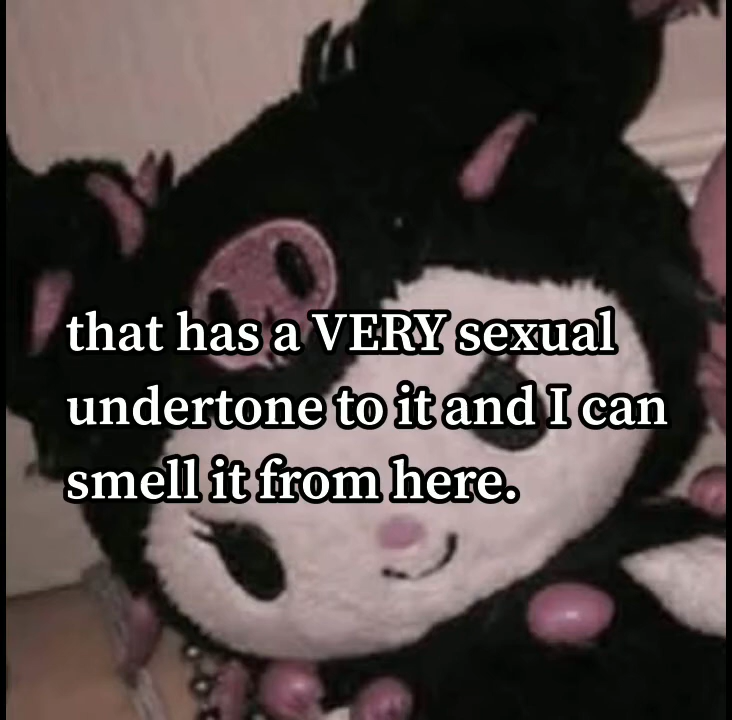 that has a VERY sexual
undertone to it and I can
smell it from here.